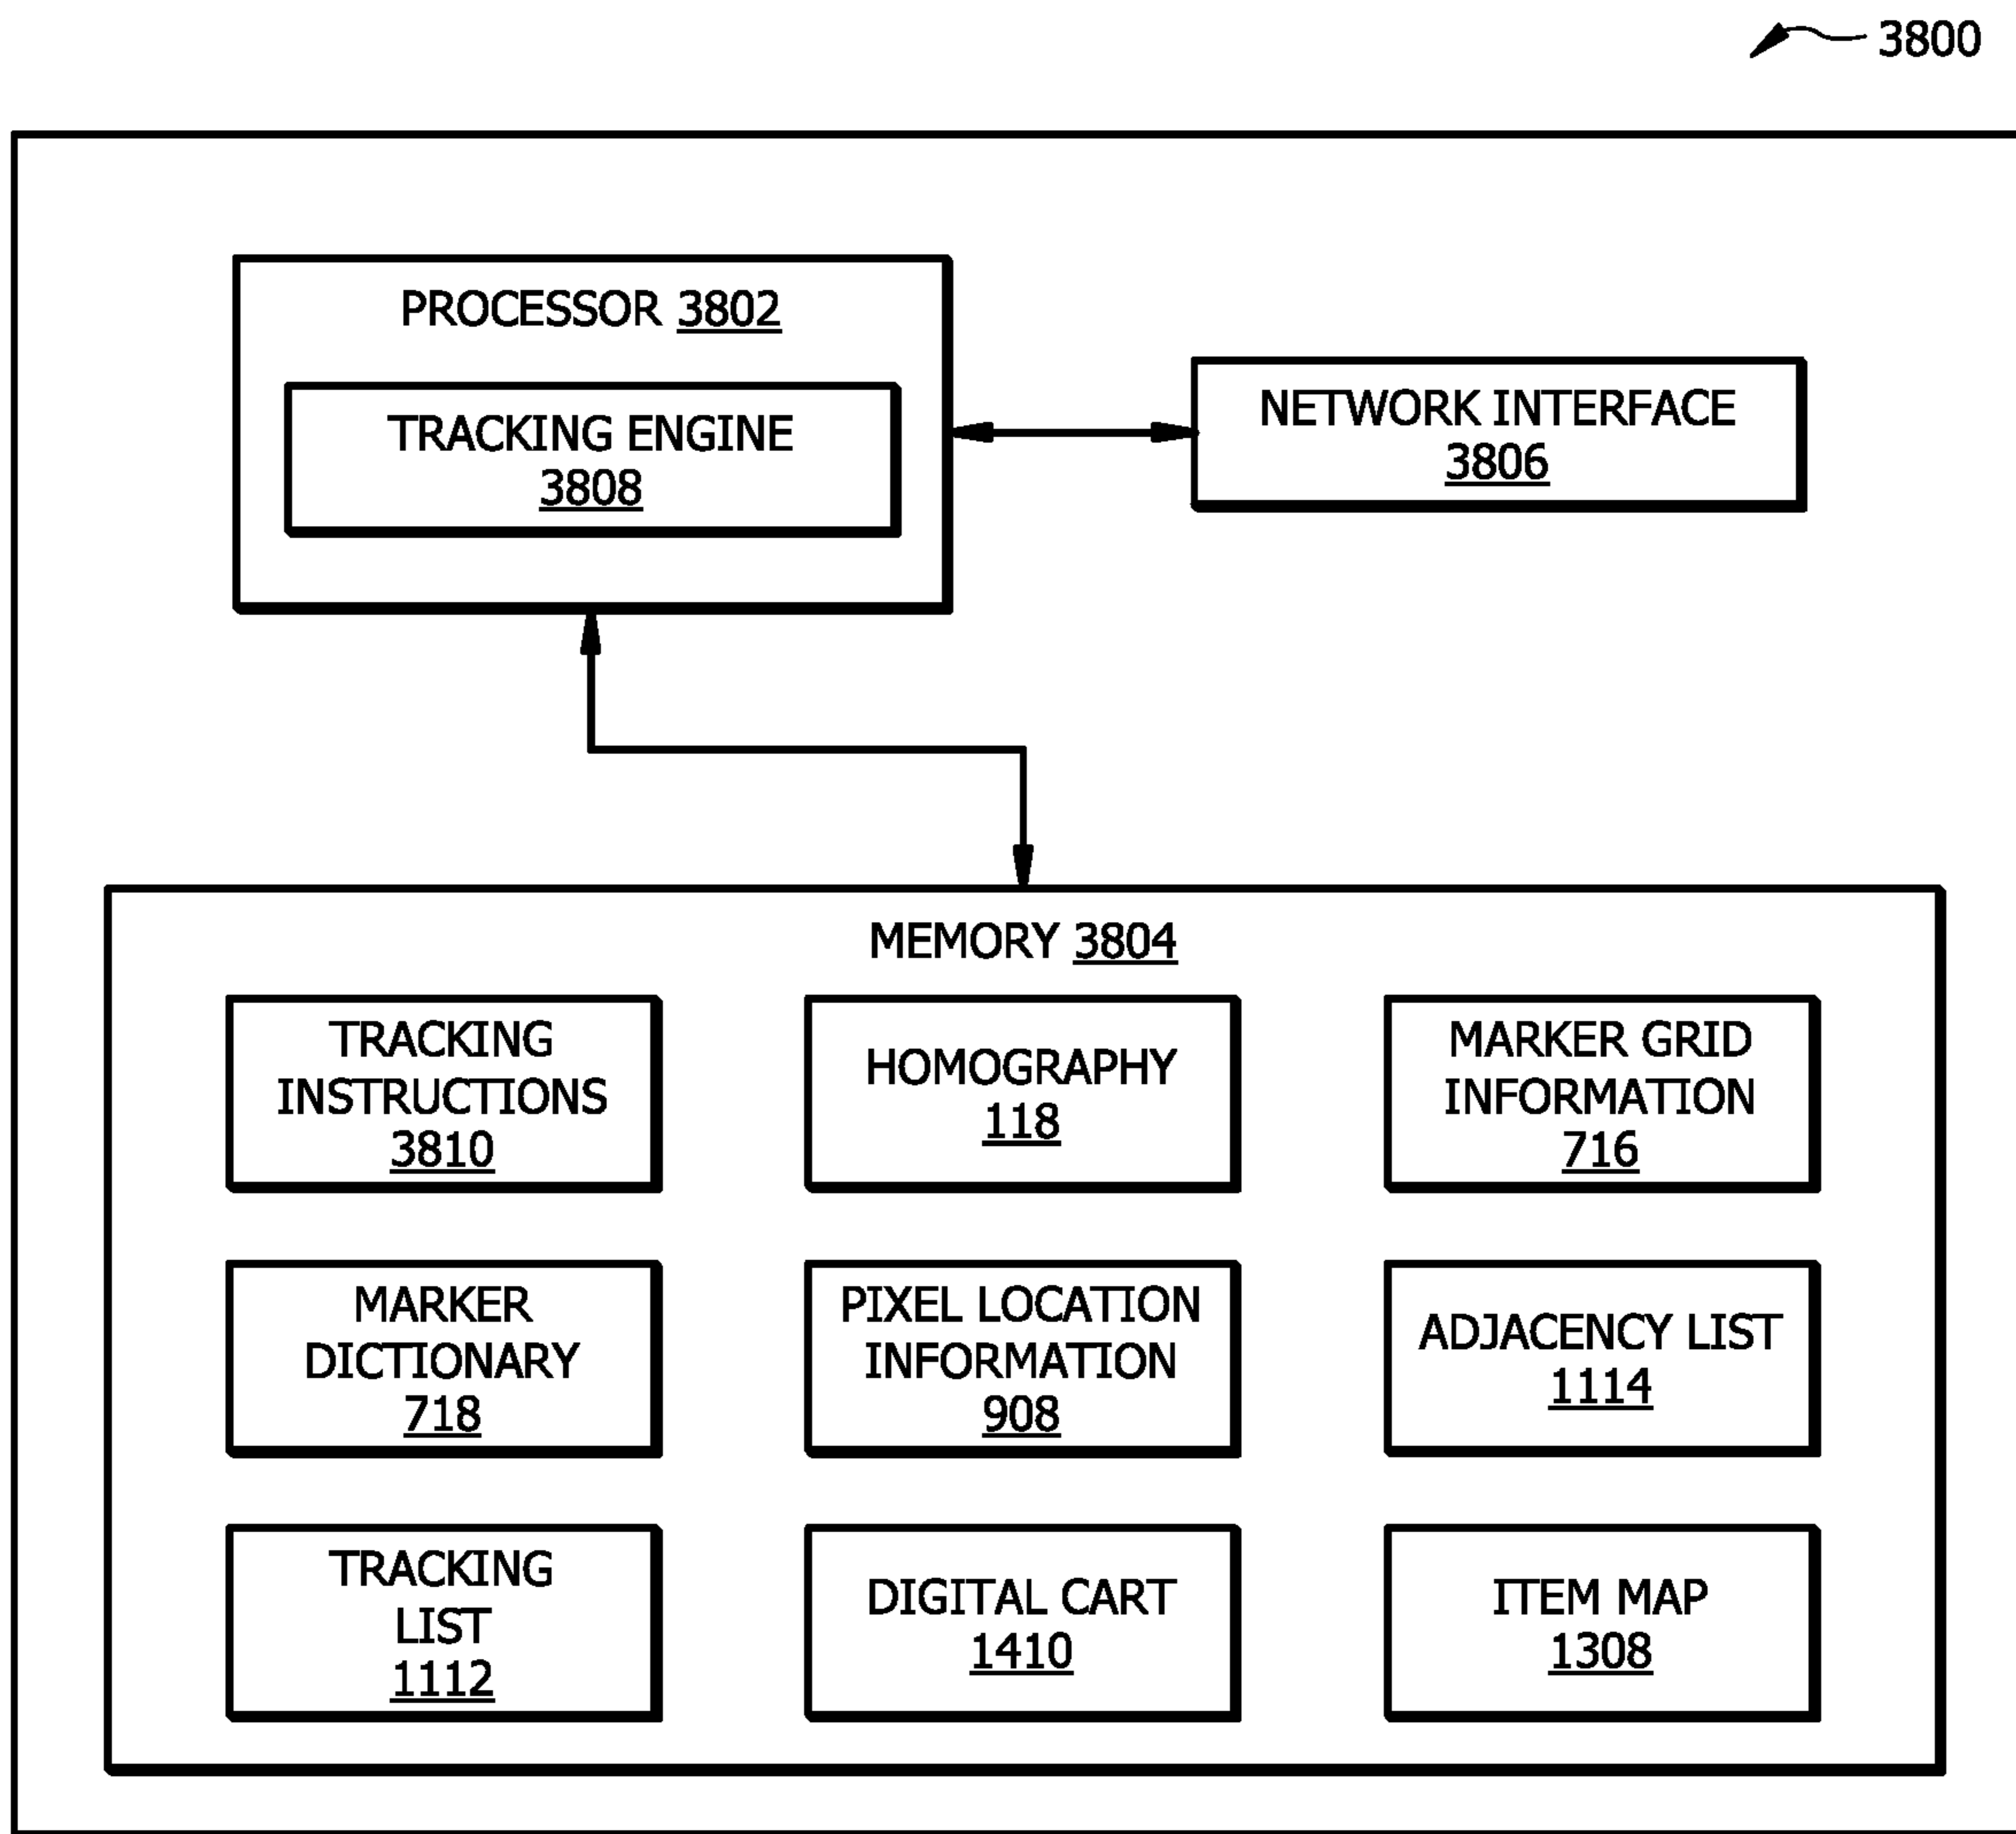 3800
PROCESSOR 3802
TRACKING ENGINE
3808
NETWORK INTERFACE
3806
MEMORY 3804
TRACKING
INSTRUCTIONS
3810
HOMOGRAPHY
118
MARKER GRID
INFORMATION
716
MARKER
DICTIONARY
718
PIXEL LOCATION
INFORMATION
908
ADJACENCY LIST
1114
TRACKING
LIST
1112
DIGITAL CART
1410
ITEM MAP
1308